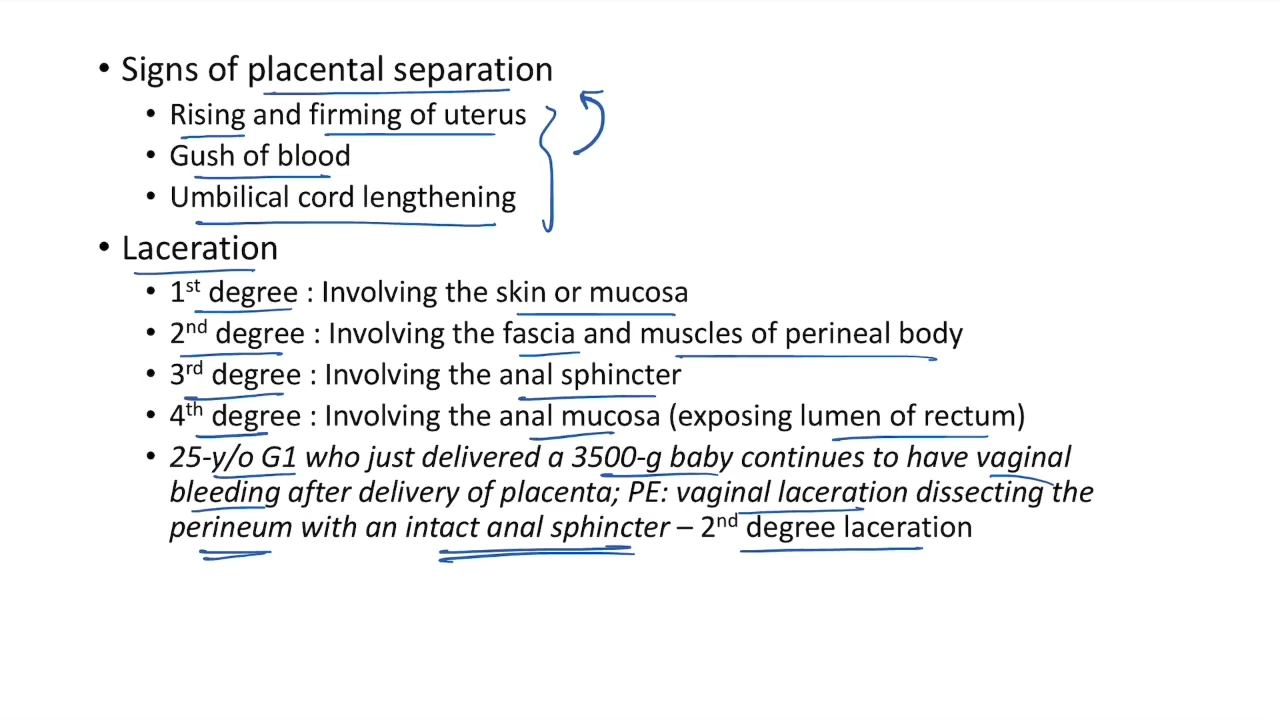 • Signs of placental separation
• Rising and firming of uterus
• Gush of blood
• Umbilical cord lengthening
• Laceration
• 1st degree : Involving the skin or mucosa
• 2nd degree : Involving the fascia and muscles of perineal body
• 3rd degree : Involving the anal sphincter
• 4th degree : Involving the anal mucosa (exposing lumen of rectum)
• 25-y/o G1 who just delivered a 3500-g baby continues to have vaginal
bleeding after delivery of placenta; PE: vaginal laceration dissecting the
perineum with an intact anal sphincter – 2nd degree laceration